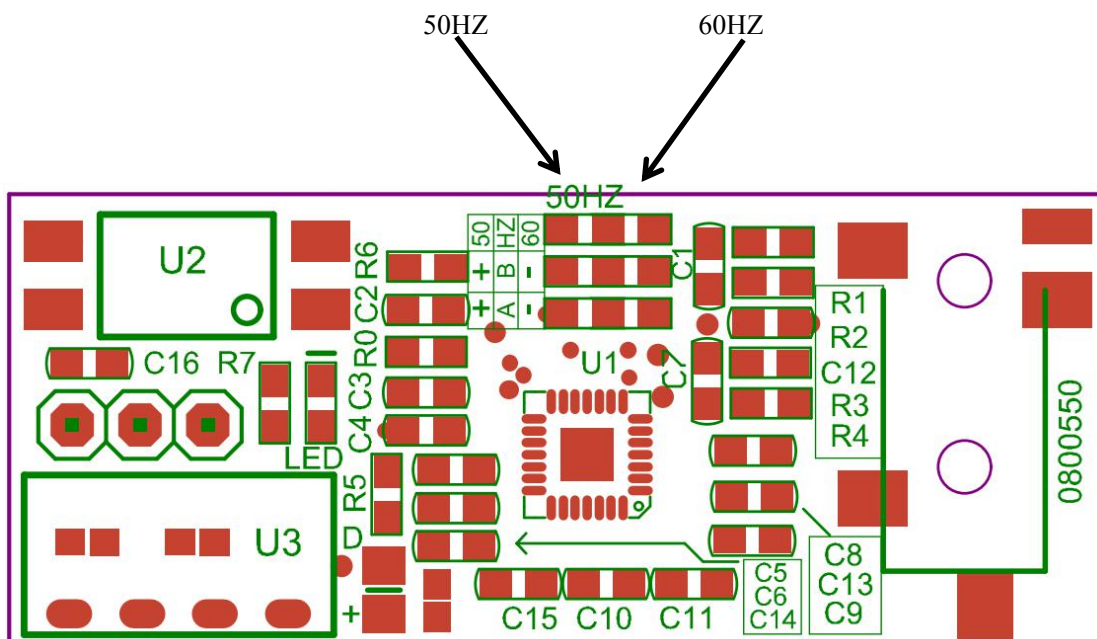 50HZ 60HZ
50HZ
50 HZ 60
+ B -
+ A -
U2
R6
C2
R0
C3
C4
C16
R7
LED
R5
U1
C1
C7
R1
R2
C12
R3
R4
0800550
U3
D
+
C5
C6
C14
C8
C13
C9
C15 C10 C11